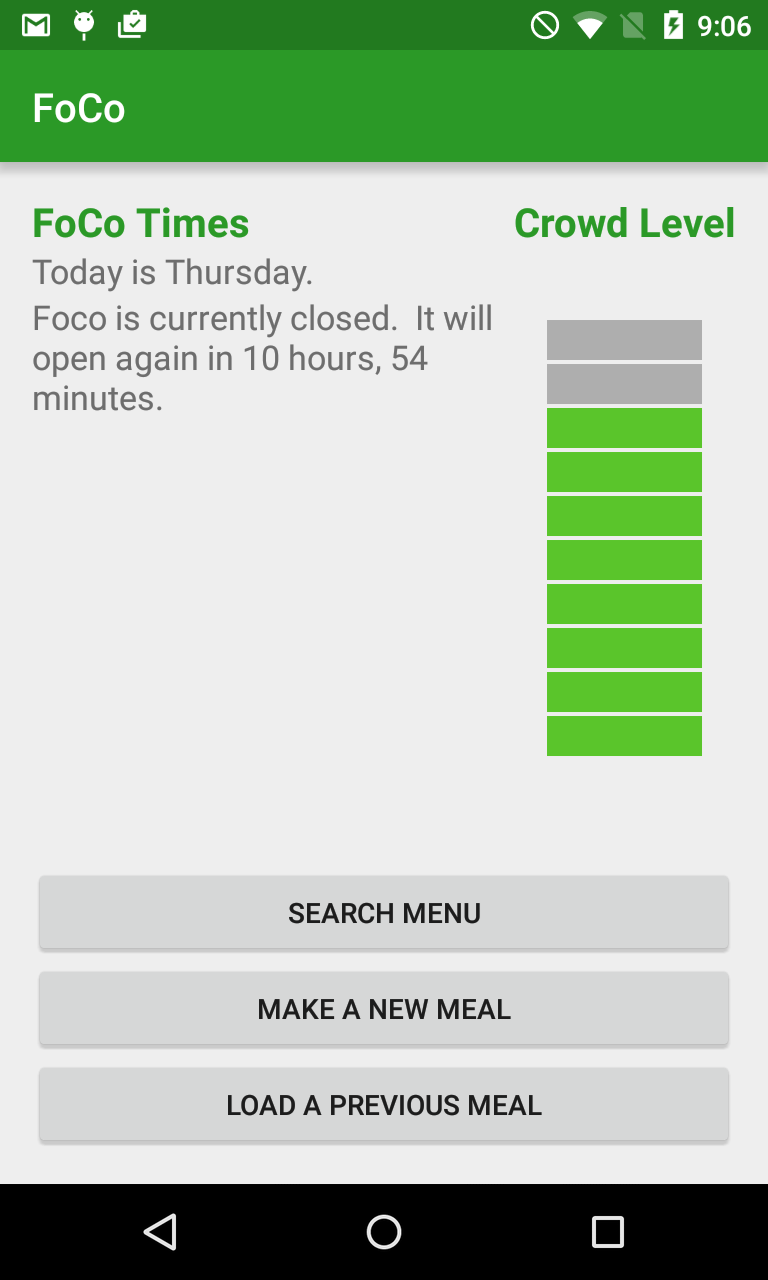 9:06
FoCo
FoCo Times
Crowd Level
Today is Thursday.
Foco is currently closed.  It will
open again in 10 hours, 54
minutes.
SEARCH MENU
MAKE A NEW MEAL
LOAD A PREVIOUS MEAL